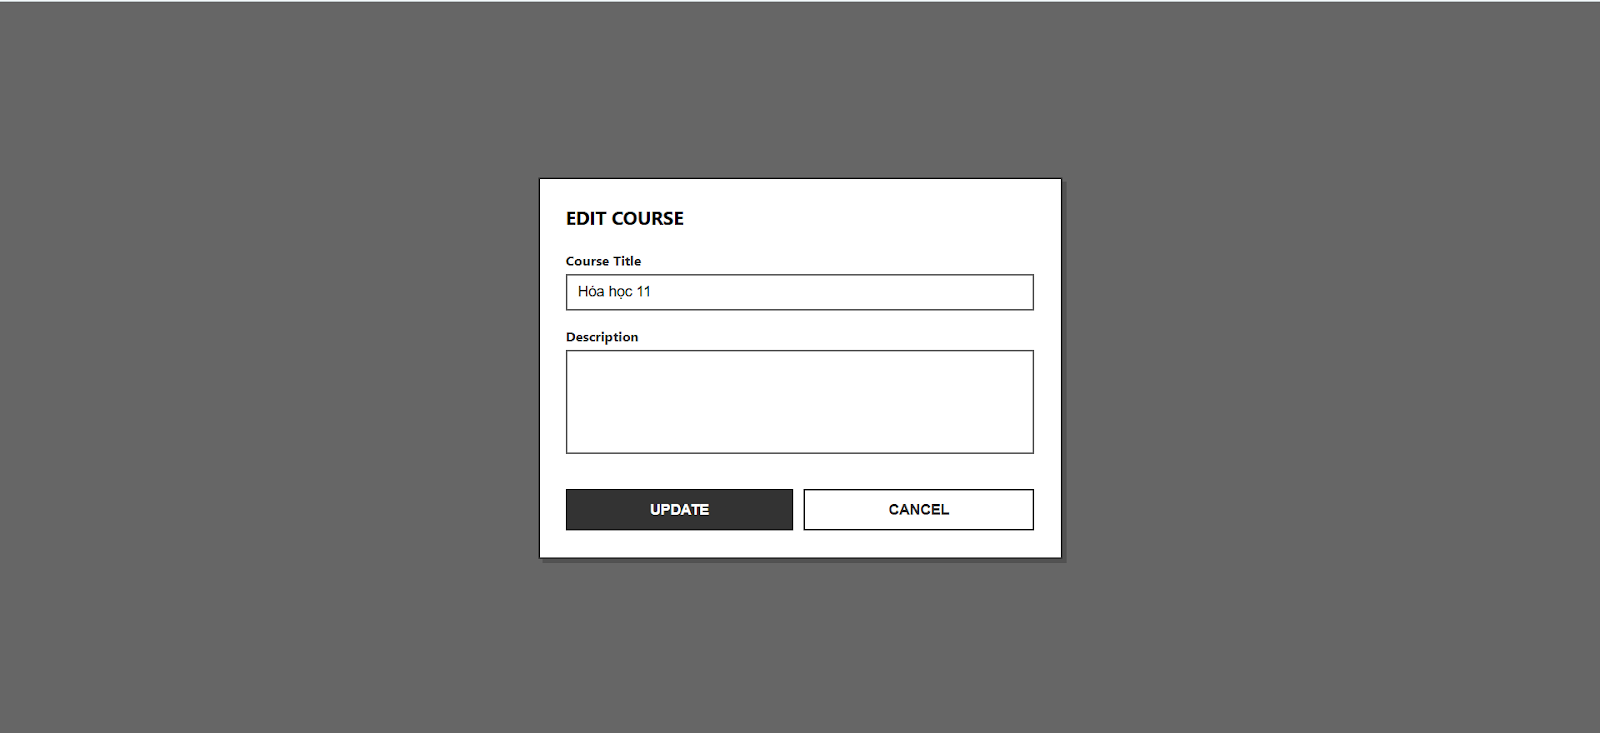 EDIT COURSE
Course Title
Hóa học 11
Description
UPDATE
CANCEL